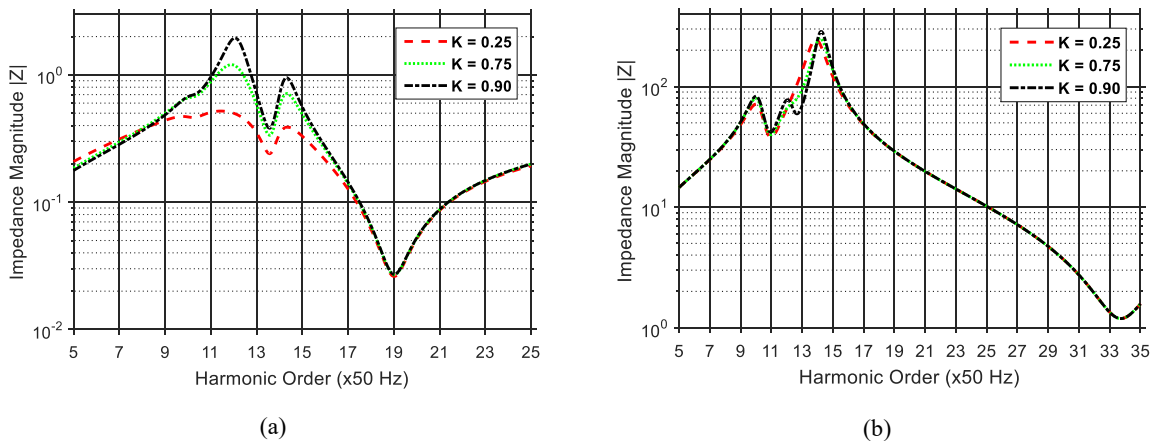 Impedance Magnitude |Z|
10^0
10^-1
10^-2
K = 0.25
K = 0.75
K = 0.90
5 7 9 11 13 15 17 19 21 23 25
Harmonic Order (x50 Hz)
(a)
Impedance Magnitude |Z|
10^2
10^1
10^0
K = 0.25
K = 0.75
K = 0.90
5 7 9 11 13 15 17 19 21 23 25 27 29 31 33 35
Harmonic Order (x50 Hz)
(b)